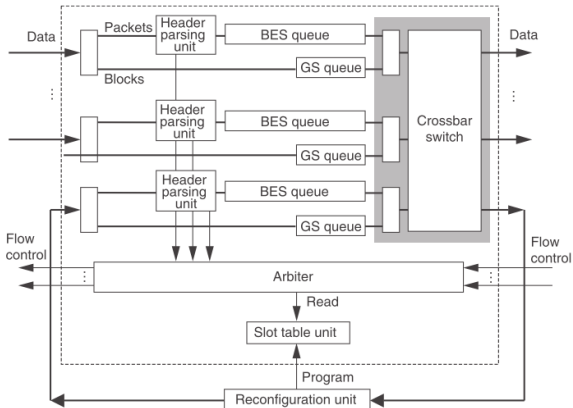 Packets
Header
parsing
unit
BES queue
Data
Data
GS queue
Blocks
Header
parsing
unit
BES queue
Crossbar
switch
GS queue
Header
parsing
unit
BES queue
GS queue
Flow
control
Flow
control
Arbiter
Read
Slot table unit
Program
Reconfiguration unit